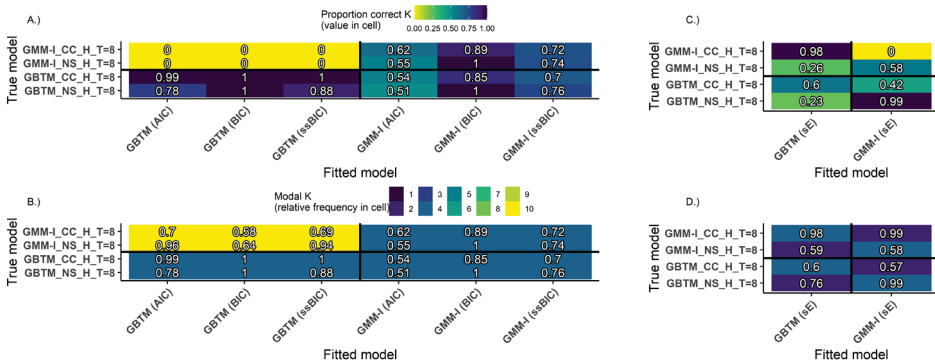 A.)
Proportion correct K
(value in cell)
0.00 0.25 0.50 0.75 1.00
True model
GMM-I_CC_H_T=8 0 0 0 0.62 0.89 0.72
GMM-I_NS_H_T=8 0 0 0 0.55 1 0.74
GBTM_CC_H_T=8 0.99 1 1 0.54 0.85 0.7
GBTM_NS_H_T=8 0.78 1 0.88 0.51 1 0.76
GBTM (AIC) GBTM (BIC) GBTM (ssBIC) GMM-I (AIC) GMM-I (BIC) GMM-I (ssBIC)
Fitted model
C.)
True model
GMM-I_CC_H_T=8 0.98 0
GMM-I_NS_H_T=8 0.26 0.58
GBTM_CC_H_T=8 0.6 0.42
GBTM_NS_H_T=8 0.23 0.99
GBTM (sE) GMM-I (sE)
Fitted model
B.)
Modal K
(relative frequency in cell)
1 3 5 7 9
2 4 6 8 10
True model
GMM-I_CC_H_T=8 0.7 0.58 0.69 0.62 0.89 0.72
GMM-I_NS_H_T=8 0.96 0.64 0.94 0.55 1 0.74
GBTM_CC_H_T=8 0.99 1 1 0.54 0.85 0.7
GBTM_NS_H_T=8 0.78 1 0.88 0.51 1 0.76
GBTM (AIC) GBTM (BIC) GBTM (ssBIC) GMM-I (AIC) GMM-I (BIC) GMM-I (ssBIC)
Fitted model
D.)
True model
GMM-I_CC_H_T=8 0.98 0.99
GMM-I_NS_H_T=8 0.59 0.58
GBTM_CC_H_T=8 0.6 0.57
GBTM_NS_H_T=8 0.76 0.99
GBTM (sE) GMM-I (sE)
Fitted model